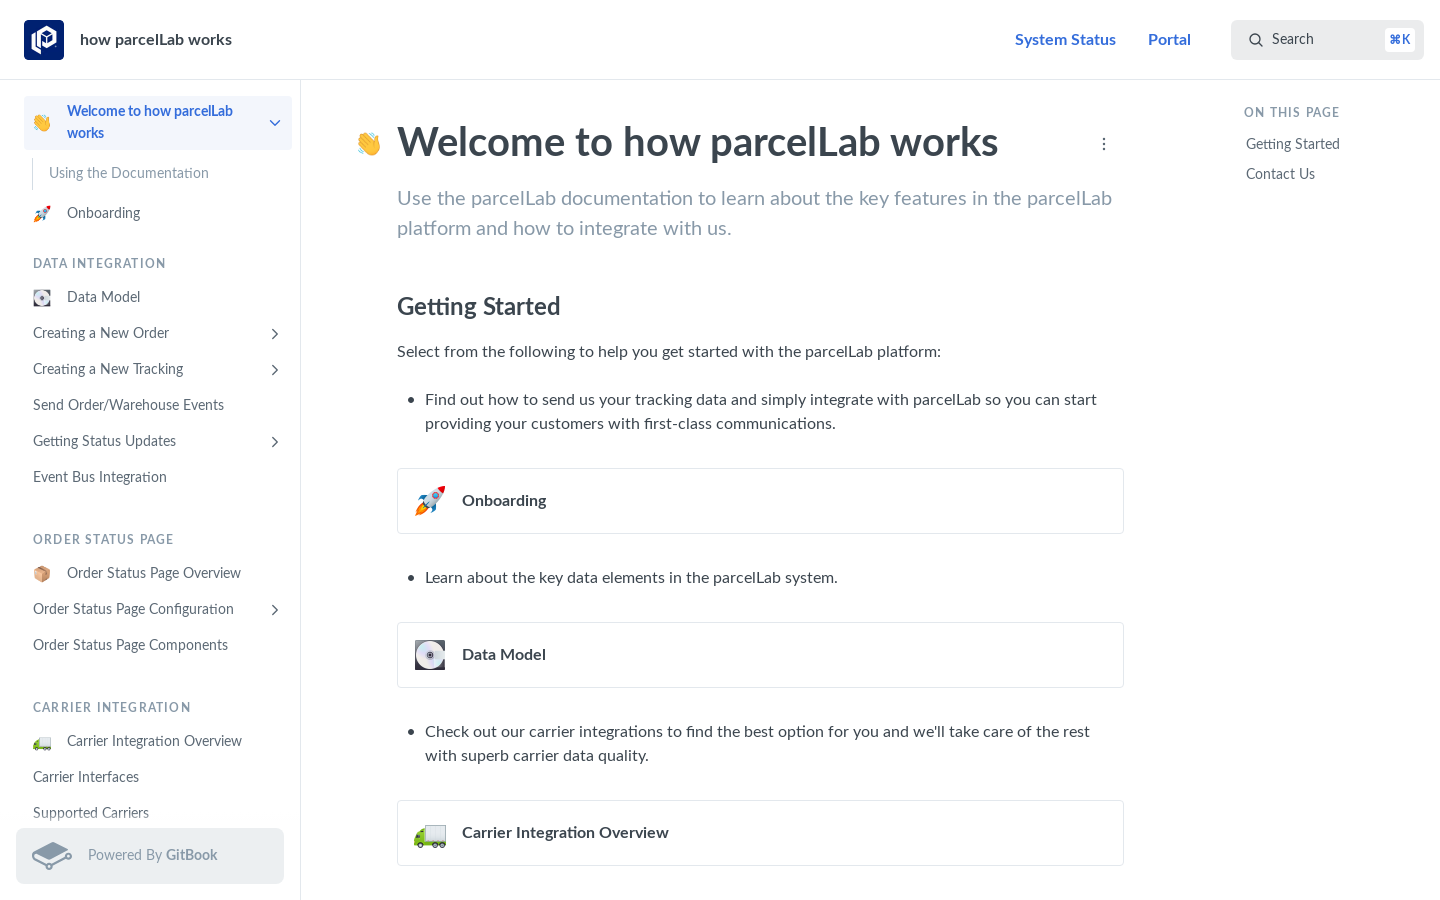 how parcelLab works
System Status
Portal
Search
⌘K
Welcome to how parcelLab
works
Using the Documentation
Onboarding
DATA INTEGRATION
Data Model
Creating a New Order
Creating a New Tracking
Send Order/Warehouse Events
Getting Status Updates
Event Bus Integration
ORDER STATUS PAGE
Order Status Page Overview
Order Status Page Configuration
Order Status Page Components
CARRIER INTEGRATION
Carrier Integration Overview
Carrier Interfaces
Supported Carriers
Powered By GitBook
Welcome to how parcelLab works
Use the parcelLab documentation to learn about the key features in the parcelLab
platform and how to integrate with us.
Getting Started
Select from the following to help you get started with the parcelLab platform:
Find out how to send us your tracking data and simply integrate with parcelLab so you can start
providing your customers with first-class communications.
Onboarding
Learn about the key data elements in the parcelLab system.
Data Model
Check out our carrier integrations to find the best option for you and we'll take care of the rest
with superb carrier data quality.
Carrier Integration Overview
ON THIS PAGE
Getting Started
Contact Us